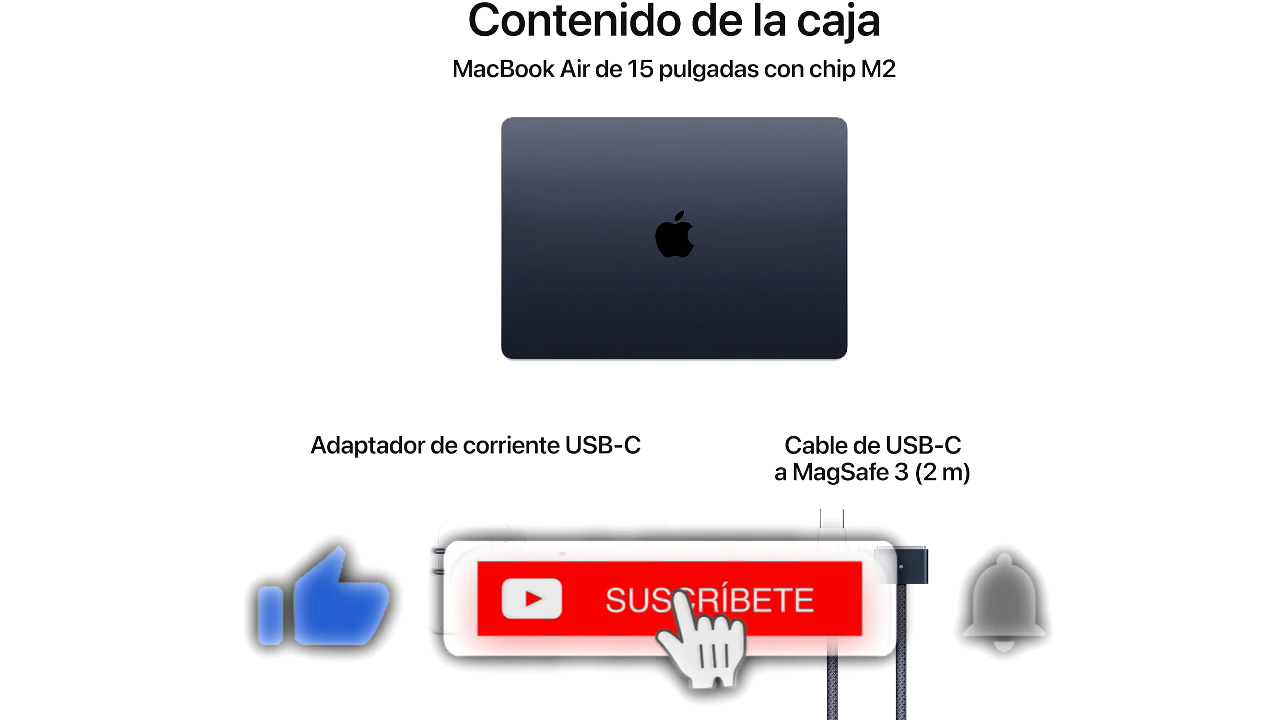 Contenido de la caja
MacBook Air de 15 pulgadas con chip M2
Adaptador de corriente USB-C
Cable de USB-C
a MagSafe 3 (2 m)
SUSCRÍBETE